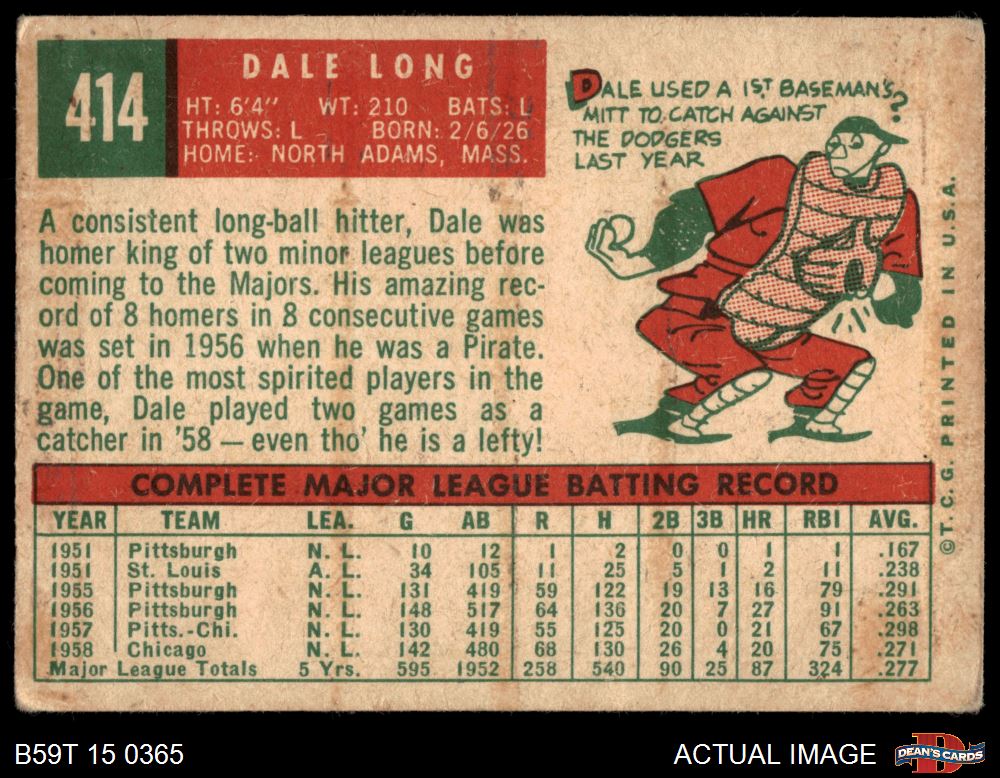 414
DALE LONG
HT: 6'4" WT: 210 BATS: L
THROWS: L BORN: 2/6/26
HOME: NORTH ADAMS, MASS.
DALE USED A 1ST BASEMAN'S
MITT TO CATCH AGAINST
THE DODGERS
LAST YEAR
?
A consistent long-ball hitter, Dale was
homer king of two minor leagues before
coming to the Majors. His amazing rec-
ord of 8 homers in 8 consecutive games
was set in 1956 when he was a Pirate.
One of the most spirited players in the
game, Dale played two games as a
catcher in '58 — even tho' he is a lefty!
©T. C. G. PRINTED IN U.S.A.
COMPLETE MAJOR LEAGUE BATTING RECORD
YEAR TEAM LEA. G AB R H 2B 3B HR RBI AVG.
1951 Pittsburgh N. L. 10 12 1 2 0 0 1 1 .167
1951 St. Louis A. L. 34 105 11 25 5 1 2 11 .238
1955 Pittsburgh N. L. 131 419 59 122 19 13 16 79 .291
1956 Pittsburgh N. L. 148 517 64 136 20 7 27 91 .263
1957 Pitts.-Chi. N. L. 130 419 55 125 20 0 21 67 .298
1958 Chicago N. L. 142 480 68 130 26 4 20 75 .271
Major League Totals 5 Yrs. 595 1952 258 540 90 25 87 324 .277
B59T 15 0365
ACTUAL IMAGE
DEAN'S CARDS